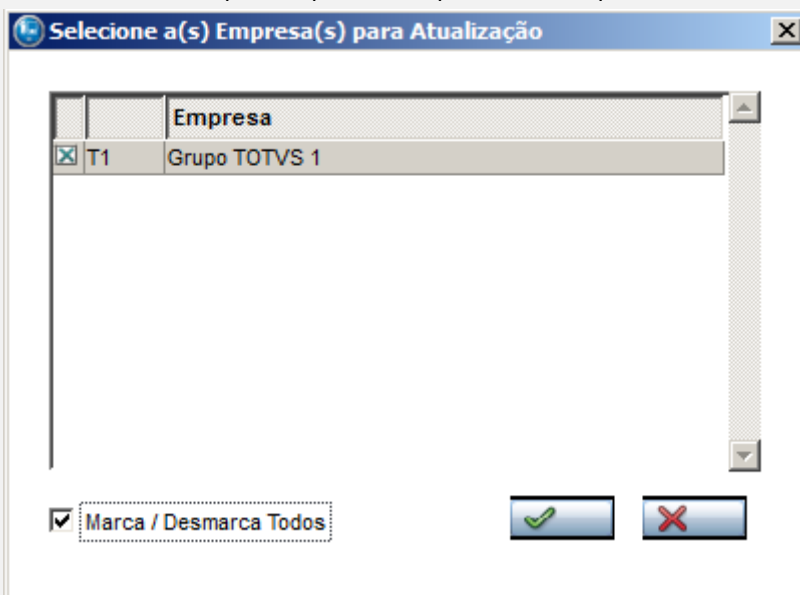 Selecione a(s) Empresa(s) para Atualização
Empresa
T1 Grupo TOTVS 1
Marca / Desmarca Todos